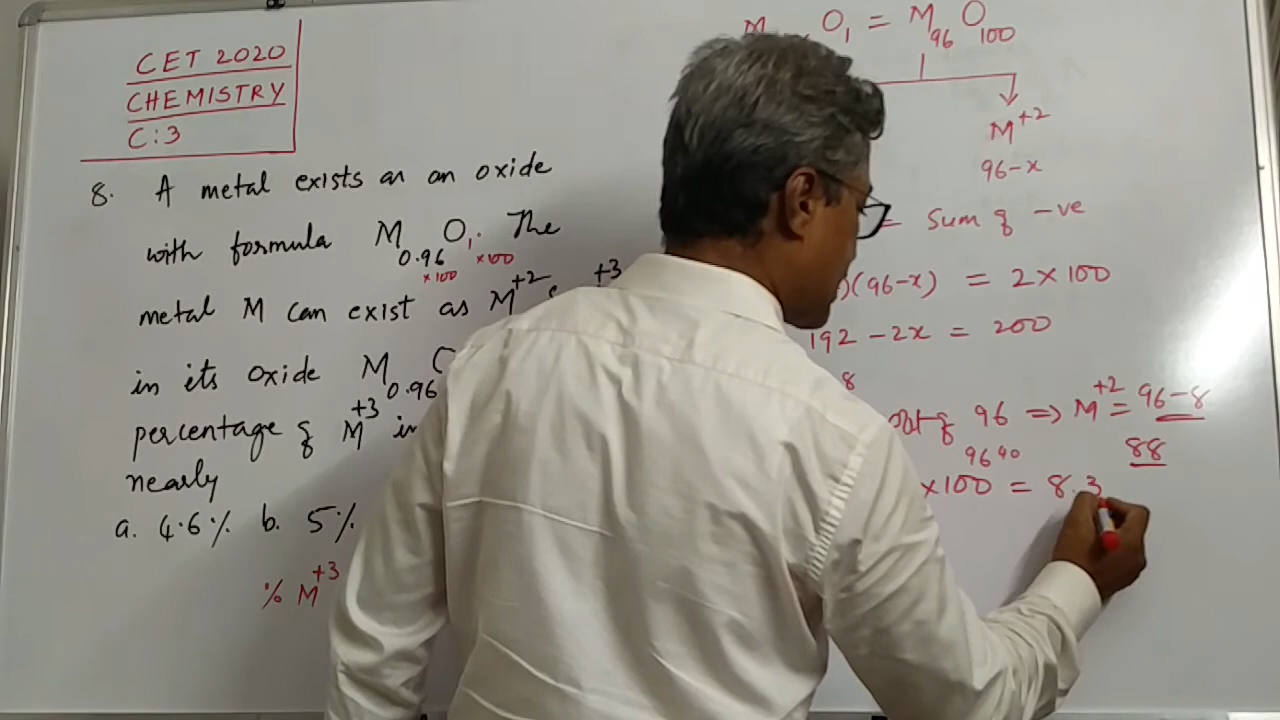 CET 2020
CHEMISTRY
C:3
8. A metal exists as an oxide
with formula M0.96 O1. The
×100 ×100
metal M can exist as M+2 +3
in its oxide M0.96
percentage of M+3 in
nearly
a. 4.6% b. 5%
% M+3
M O1 = M96 O100
M+2
96-x
= Sum of -ve
)(96-x) = 2×100
192 - 2x = 200
8
out of 96 ⇒ M+2 = 96-8
88
96
×100 = 8.3